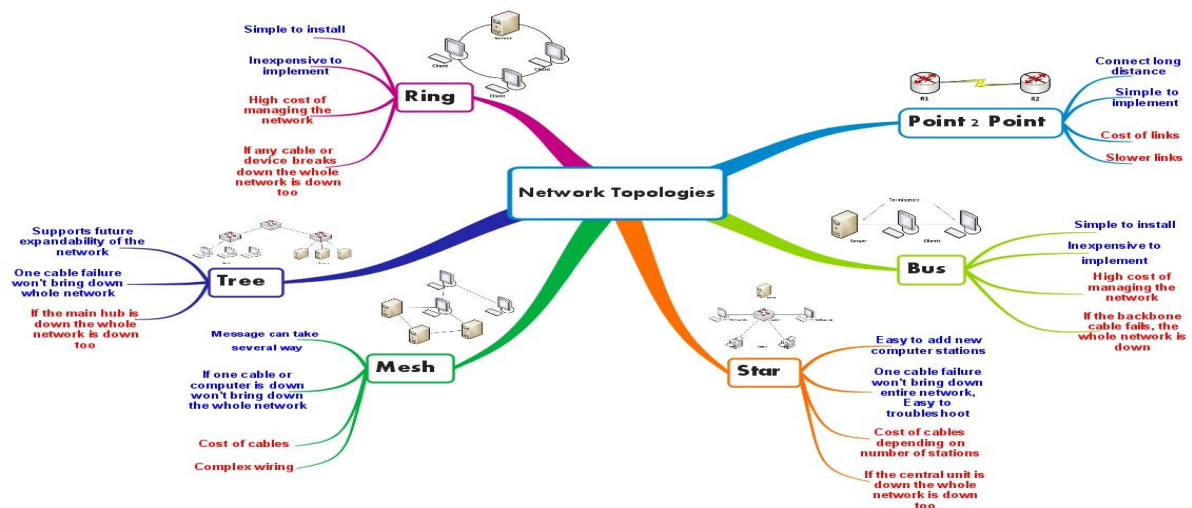 Network Topologies
Ring
Simple to install
Inexpensive to
implement
High cost of
managing the
network
If any cable or
device breaks
down the whole
network is down
too
Server
Client
Client
Client
Tree
Supports future
expandability of the
network
One cable failure
won't bring down
whole network
If the main hub is
down the whole
network is down
too
Mesh
Message can take
several way
If one cable or
computer is down
won't bring down
the whole network
Cost of cables
Complex wiring
Point 2 Point
R1
R2
Connect long
distance
Simple to
implement
Cost of links
Slower links
Bus
Terminators
Server
Clients
Simple to install
Inexpensive to
implement
High cost of
managing the
network
If the backbone
cable fails, the
whole network is
down
Star
Easy to add new
computer stations
One cable failure
won't bring down
entire network,
Easy to
troubles hoot
Cost of cables
depending on
number of stations
If the central unit is
down the whole
network is down
too